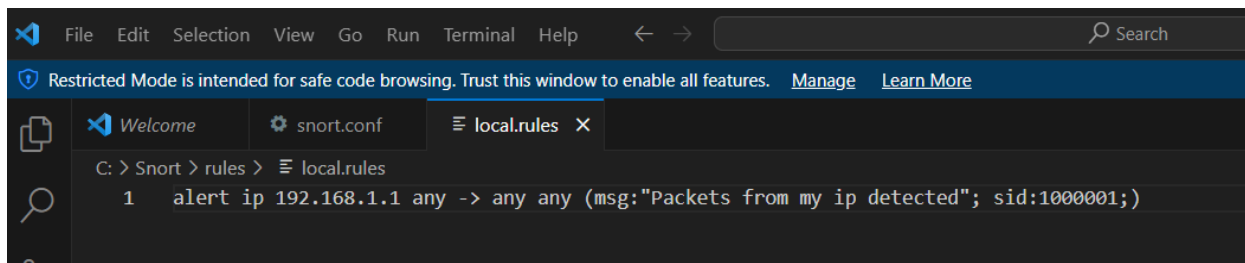 File Edit Selection View Go Run Terminal Help ← → Search
Restricted Mode is intended for safe code browsing. Trust this window to enable all features. Manage Learn More
Welcome snort.conf local.rules ×
C: > Snort > rules > local.rules
1 alert ip 192.168.1.1 any -> any any (msg:"Packets from my ip detected"; sid:1000001;)